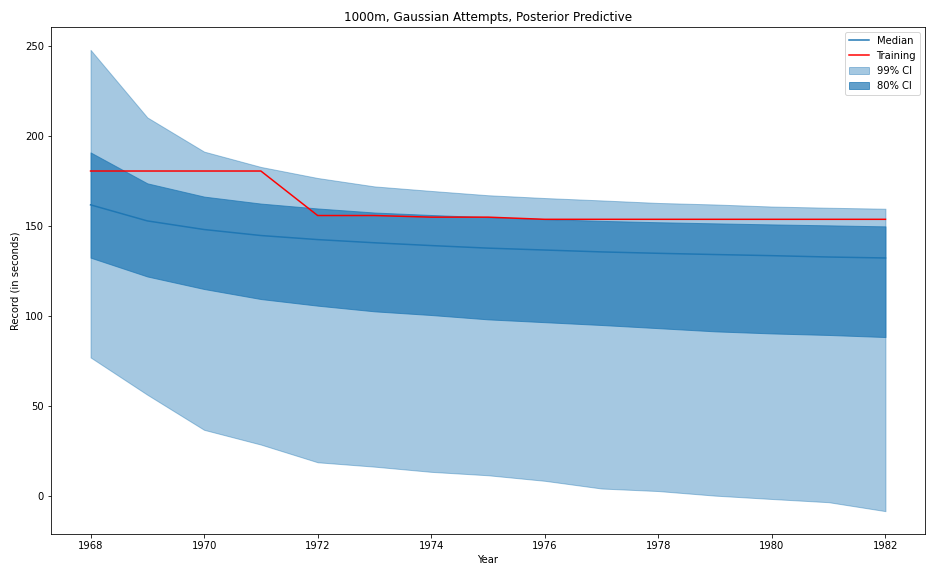 1000m, Gaussian Attempts, Posterior Predictive
Median
Training
99% CI
80% CI
Record (in seconds)
250
200
150
100
50
0
1968
1970
1972
1974
1976
1978
1980
1982
Year